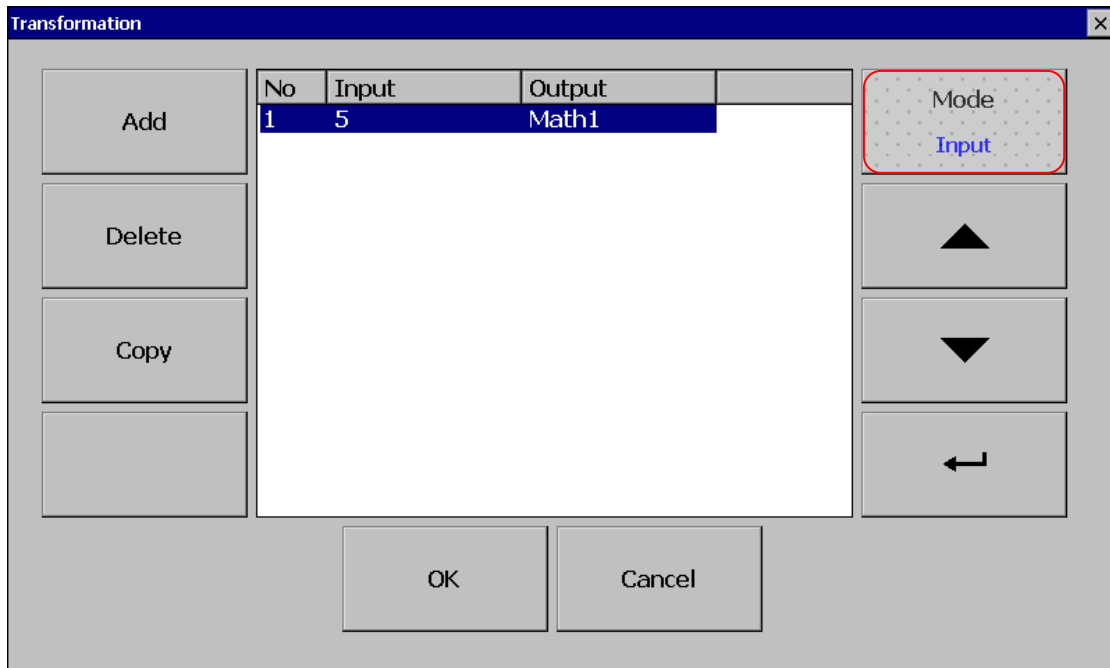 Transformation
Add
Delete
Copy
No Input Output
1 5 Math1
Mode
Input
OK
Cancel